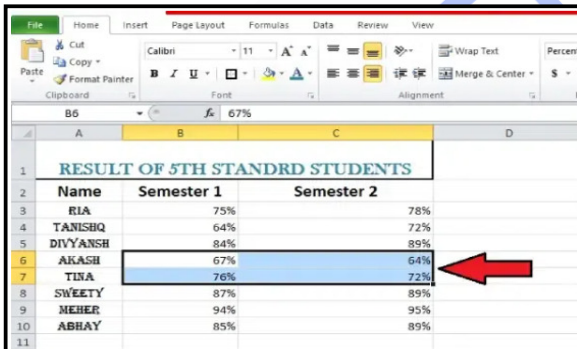 File Home Insert Page Layout Formulas Data Review View
Cut
Copy
Format Painter
Paste
Calibri 11 A A Wrap Text Percent
B I U A Merge & Center $
Clipboard Font Alignment
B6 fx 67%
A B C D
1 RESULT OF 5TH STANDRD STUDENTS
2 Name Semester 1 Semester 2
3 RIA 75% 78%
4 TANISHQ 64% 72%
5 DIVYANSH 84% 89%
6 AKASH 67% 64%
7 TINA 76% 72%
8 SWEETY 87% 89%
9 MEHER 94% 95%
10 ABHAY 85% 89%
11